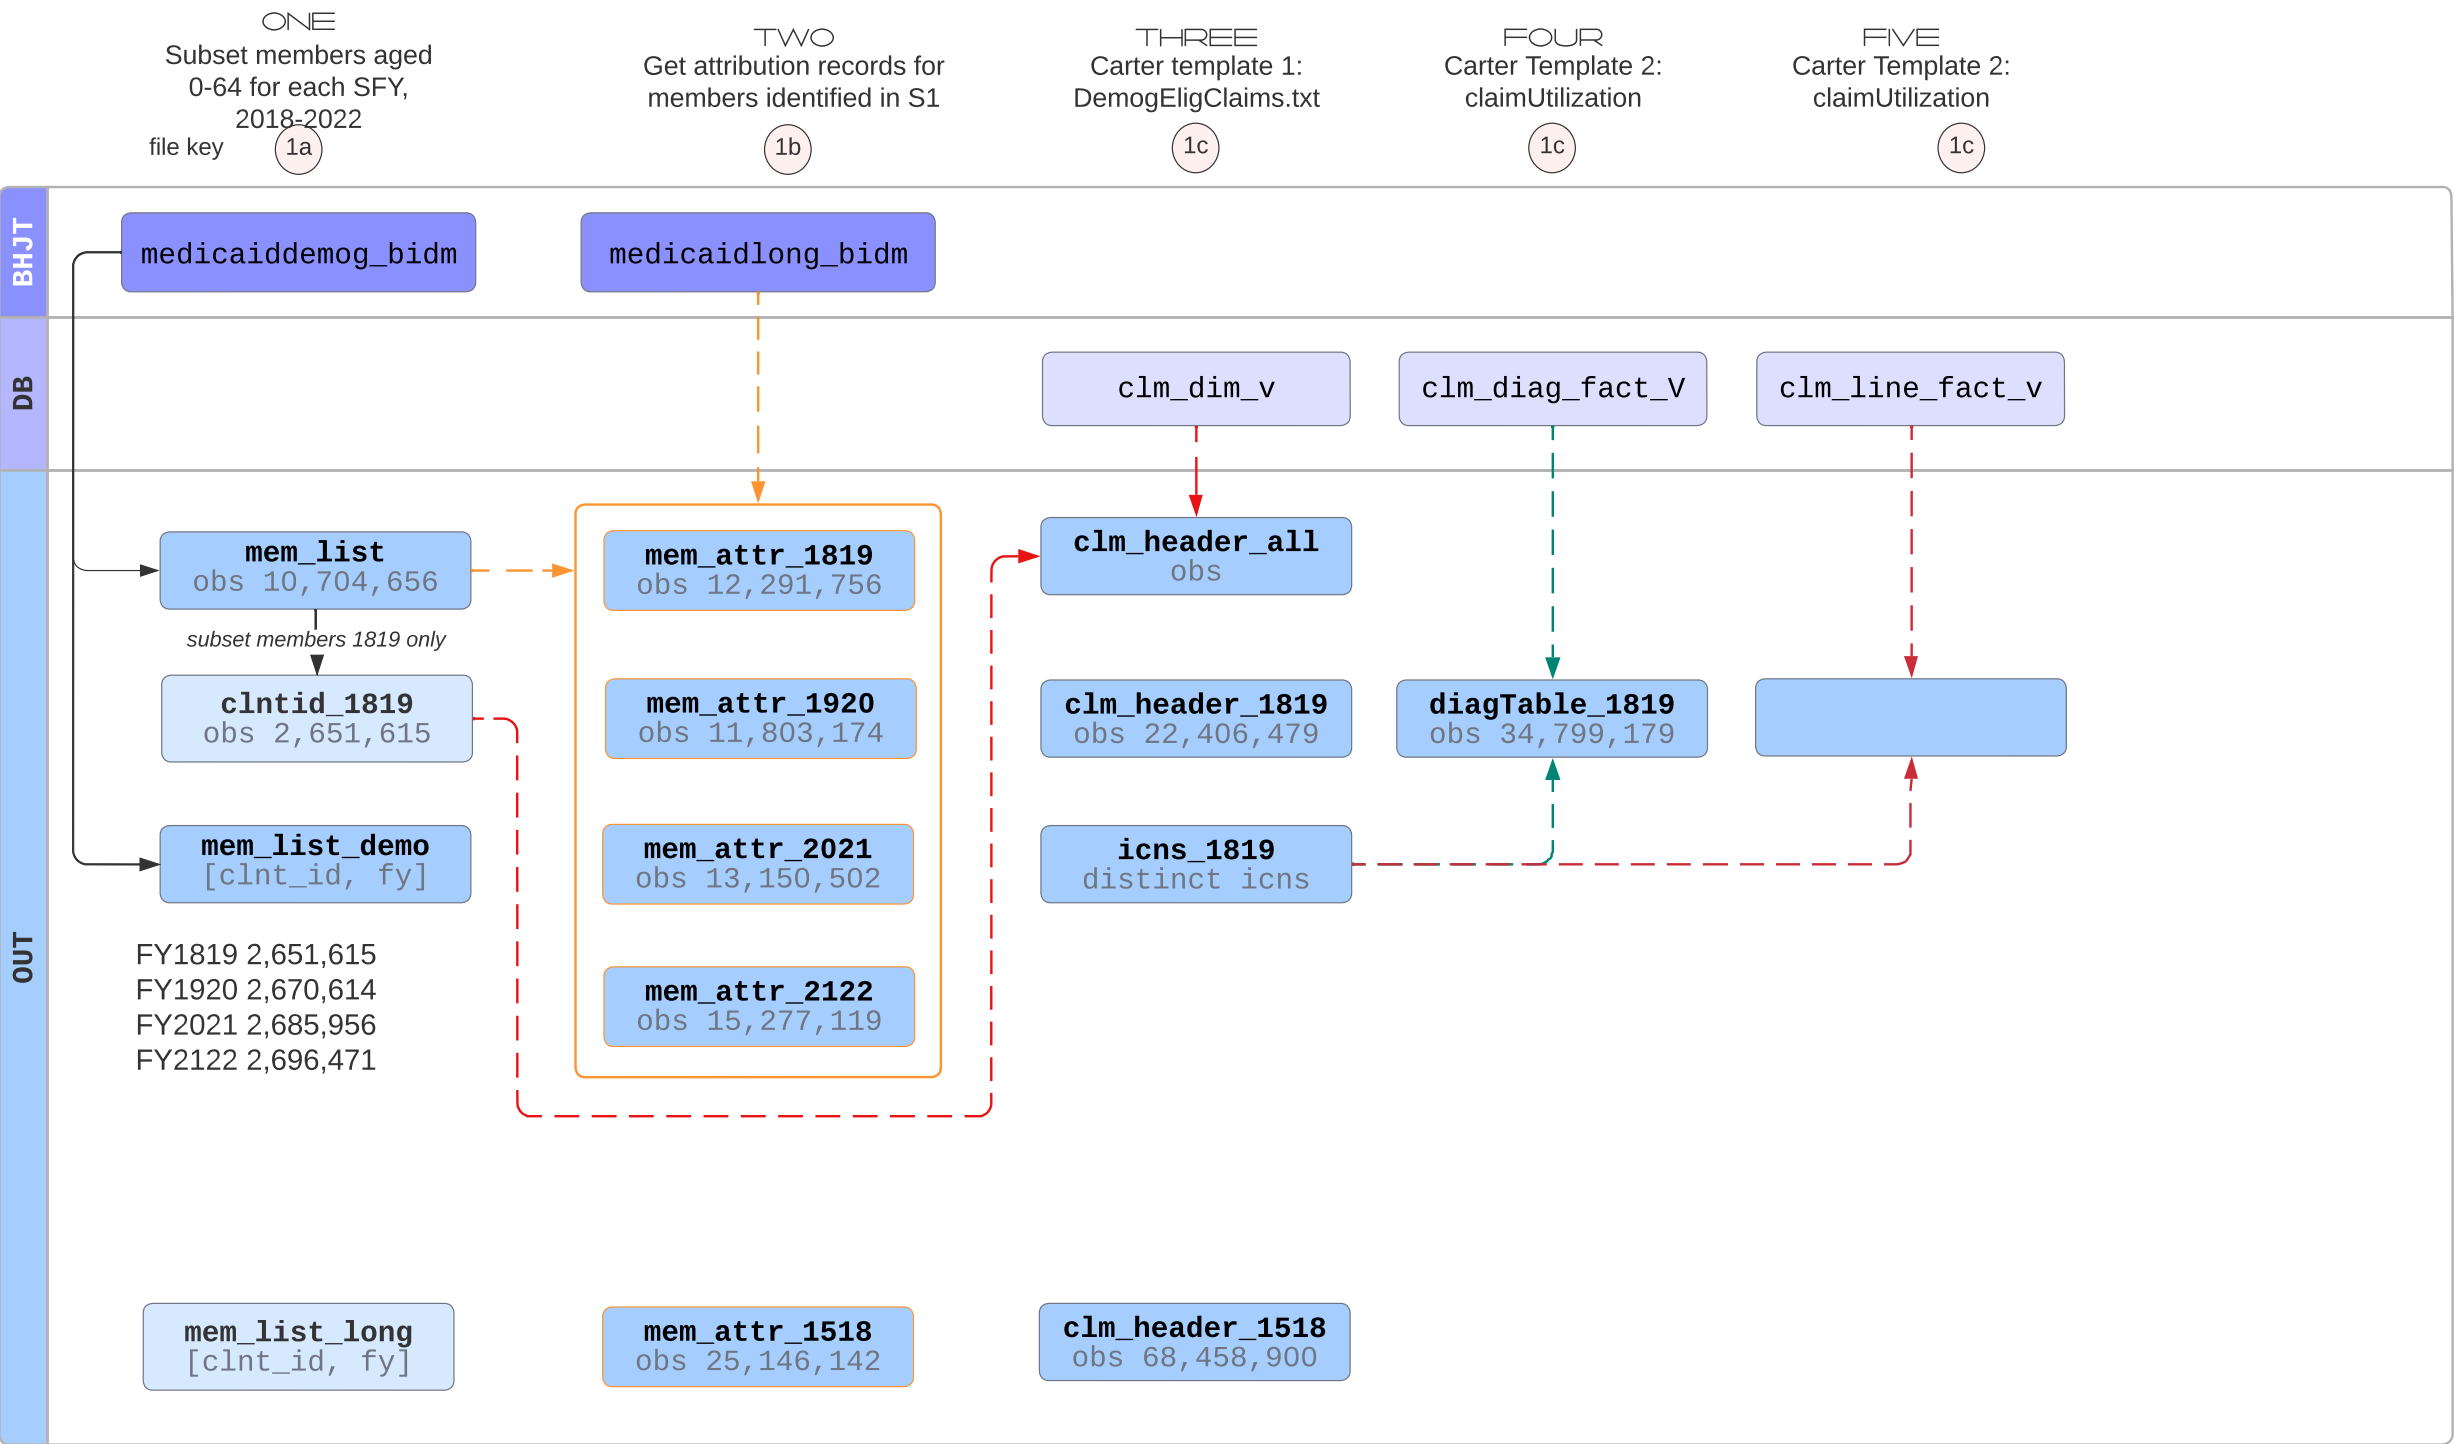 ONE
Subset members aged
0-64 for each SFY,
2018-2022
file key
1a
TWO
Get attribution records for
members identified in S1
1b
THREE
Carter template 1:
DemogEligClaims.txt
1c
FOUR
Carter Template 2:
claimUtilization
1c
FIVE
Carter Template 2:
claimUtilization
1c
BHJT
medicaiddemog_bidm
medicaidlong_bidm
DB
clm_dim_v
clm_diag_fact_V
clm_line_fact_v
OUT
mem_list
obs 10,704,656
subset members 1819 only
clntid_1819
obs 2,651,615
mem_list_demo
[clnt_id, fy]
FY1819 2,651,615
FY1920 2,670,614
FY2021 2,685,956
FY2122 2,696,471
mem_list_long
[clnt_id, fy]
mem_attr_1819
obs 12,291,756
mem_attr_1920
obs 11,803,174
mem_attr_2021
obs 13,150,502
mem_attr_2122
obs 15,277,119
mem_attr_1518
obs 25,146,142
clm_header_all
obs
clm_header_1819
obs 22,406,479
icns_1819
distinct icns
clm_header_1518
obs 68,458,900
diagTable_1819
obs 34,799,179